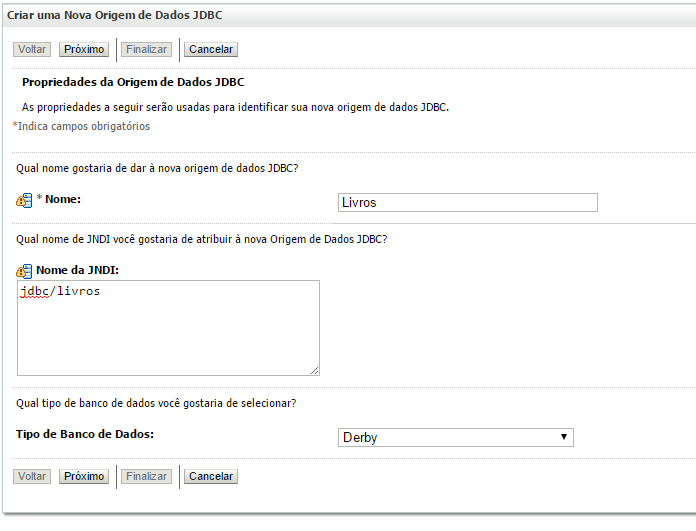 Criar uma Nova Origem de Dados JDBC
Voltar Próximo Finalizar Cancelar
Propriedades da Origem de Dados JDBC
As propriedades a seguir serão usadas para identificar sua nova origem de dados JDBC.
*Indica campos obrigatórios
Qual nome gostaria de dar à nova origem de dados JDBC?
* Nome: Livros
Qual nome de JNDI você gostaria de atribuir à nova Origem de Dados JDBC?
Nome da JNDI:
jdbc/livros
Qual tipo de banco de dados você gostaria de selecionar?
Tipo de Banco de Dados: Derby
Voltar Próximo Finalizar Cancelar